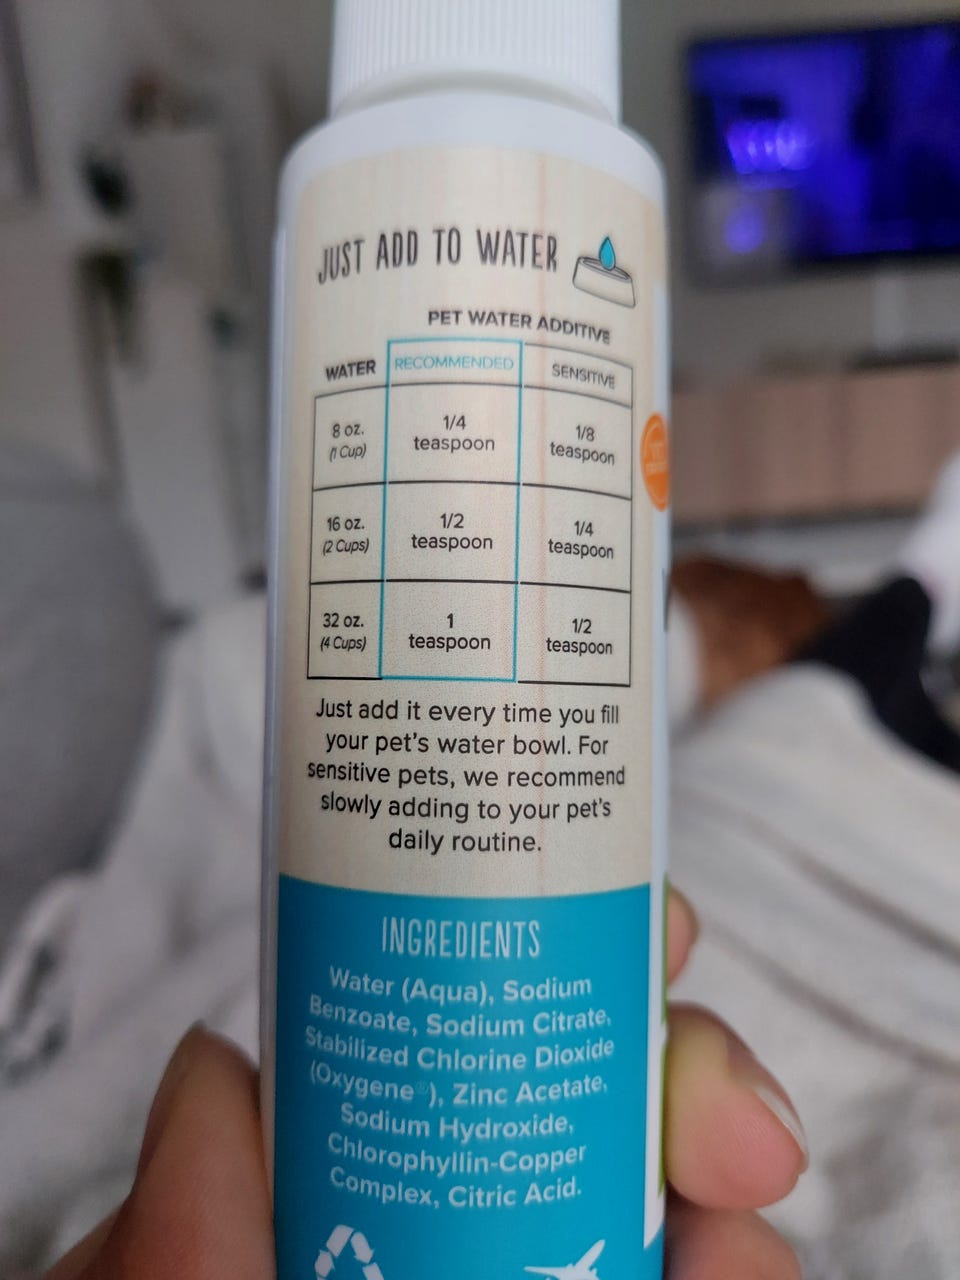 JUST ADD TO WATER
PET WATER ADDITIVE
WATER RECOMMENDED SENSITIVE
8 oz. (1 Cup) 1/4 teaspoon 1/8 teaspoon
16 oz. (2 Cups) 1/2 teaspoon 1/4 teaspoon
32 oz. (4 Cups) 1 teaspoon 1/2 teaspoon
Just add it every time you fill
your pet's water bowl. For
sensitive pets, we recommend
slowly adding to your pet's
daily routine.
INGREDIENTS
Water (Aqua), Sodium
Benzoate, Sodium Citrate,
Stabilized Chlorine Dioxide
(Oxygene®), Zinc Acetate,
Sodium Hydroxide,
Chlorophyllin-Copper
Complex, Citric Acid.